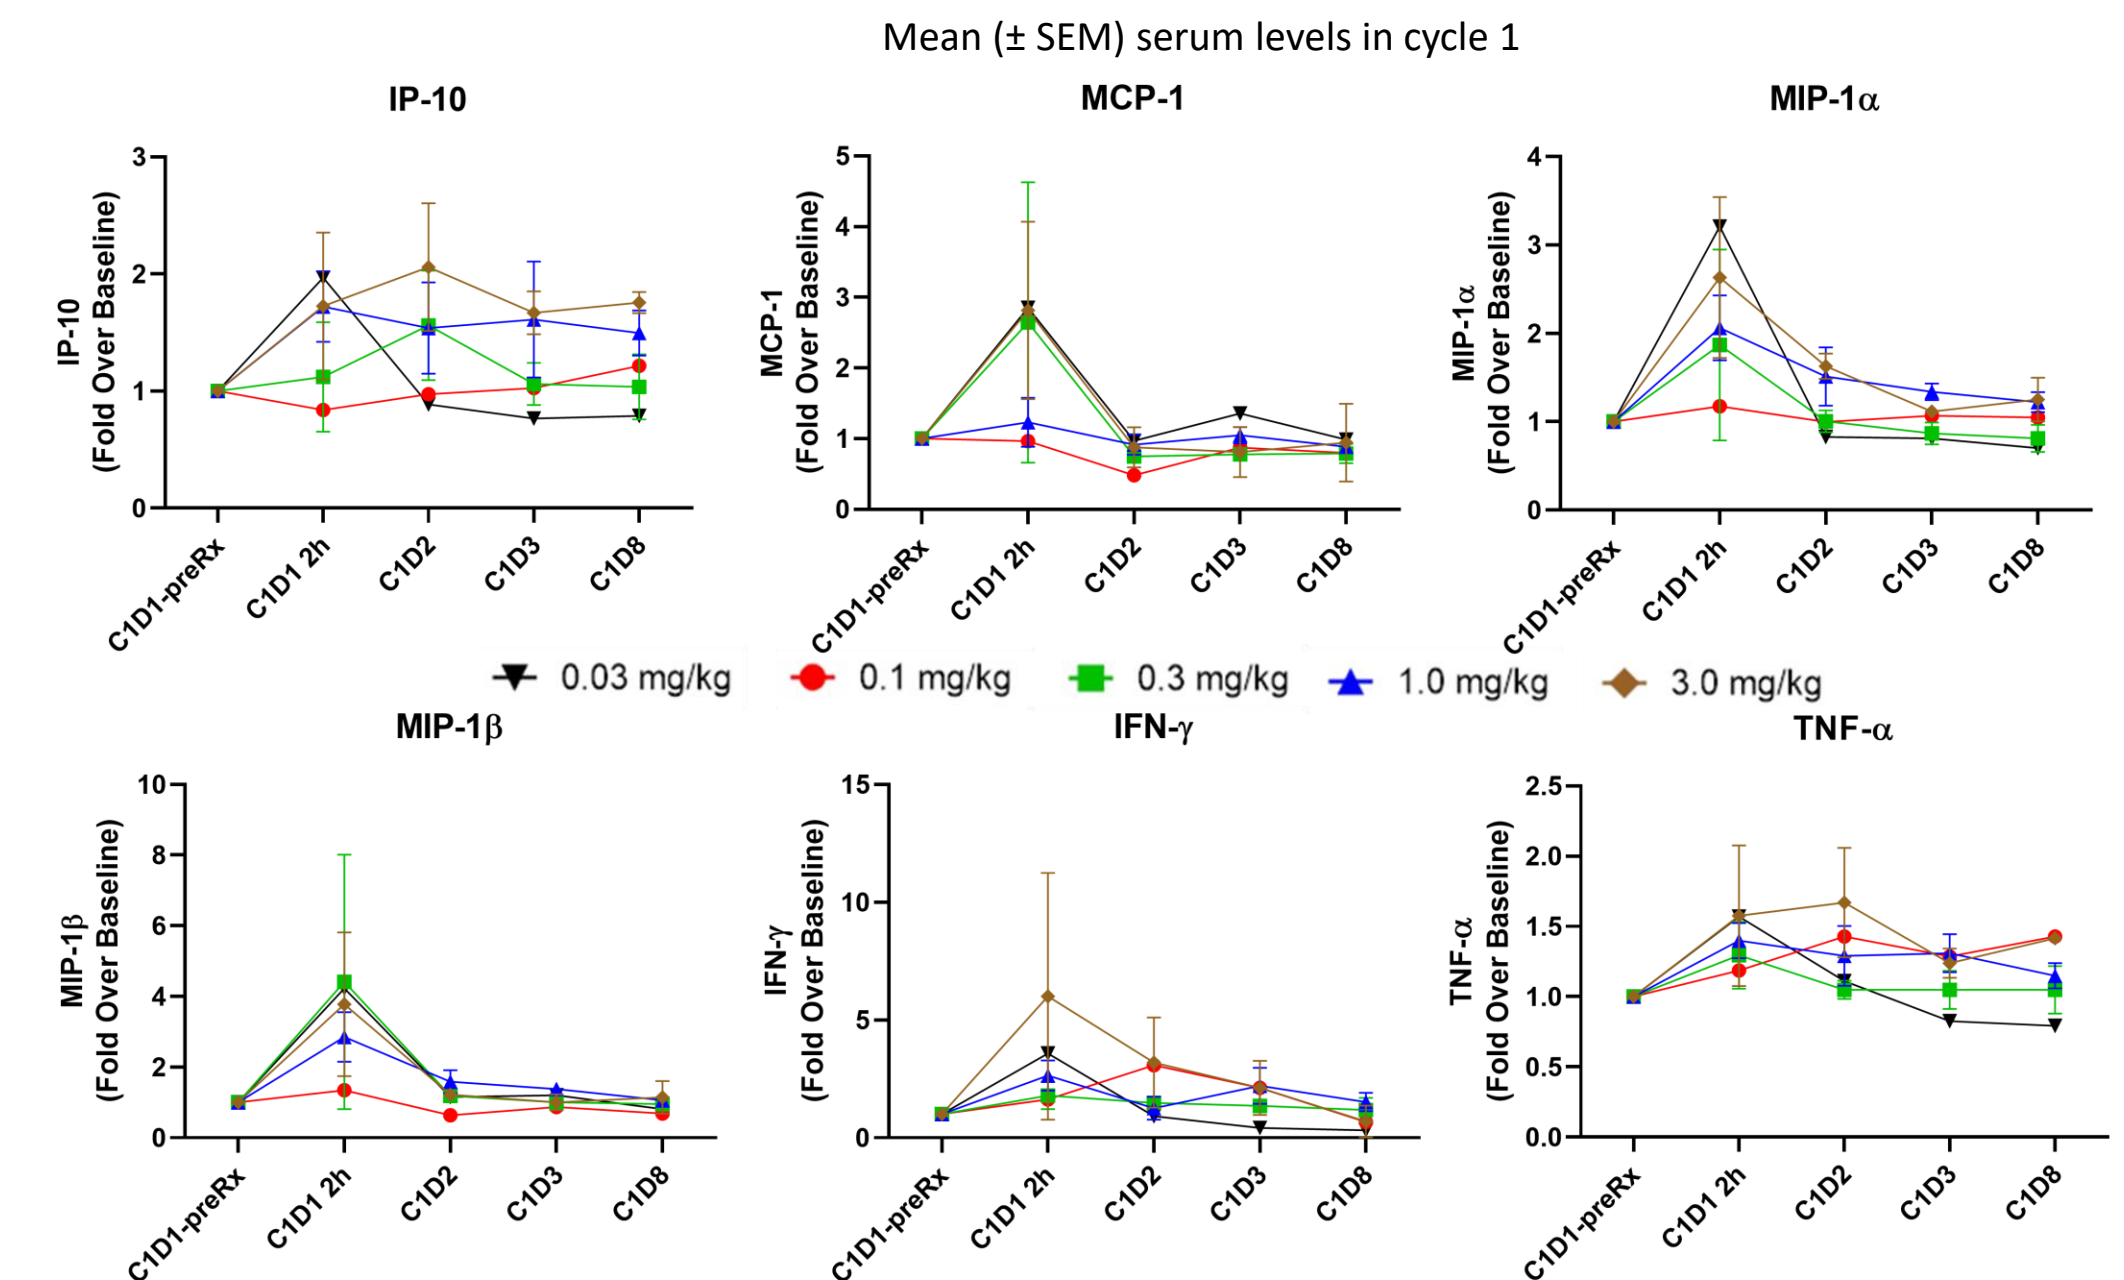 Mean (± SEM) serum levels in cycle 1
IP-10
IP-10
(Fold Over Baseline)
3
2
1
0
C1D1-preRx
C1D1 2h
C1D2
C1D3
C1D8
MCP-1
MCP-1
(Fold Over Baseline)
5
4
3
2
1
0
C1D1-preRx
C1D1 2h
C1D2
C1D3
C1D8
MIP-1α
MIP-1α
(Fold Over Baseline)
4
3
2
1
0
C1D1-preRx
C1D1 2h
C1D2
C1D3
C1D8
0.03 mg/kg
0.1 mg/kg
0.3 mg/kg
1.0 mg/kg
3.0 mg/kg
MIP-1β
MIP-1β
(Fold Over Baseline)
10
8
6
4
2
0
C1D1-preRx
C1D1 2h
C1D2
C1D3
C1D8
IFN-γ
IFN-γ
(Fold Over Baseline)
15
10
5
0
C1D1-preRx
C1D1 2h
C1D2
C1D3
C1D8
TNF-α
TNF-α
(Fold Over Baseline)
2.5
2.0
1.5
1.0
0.5
0.0
C1D1-preRx
C1D1 2h
C1D2
C1D3
C1D8